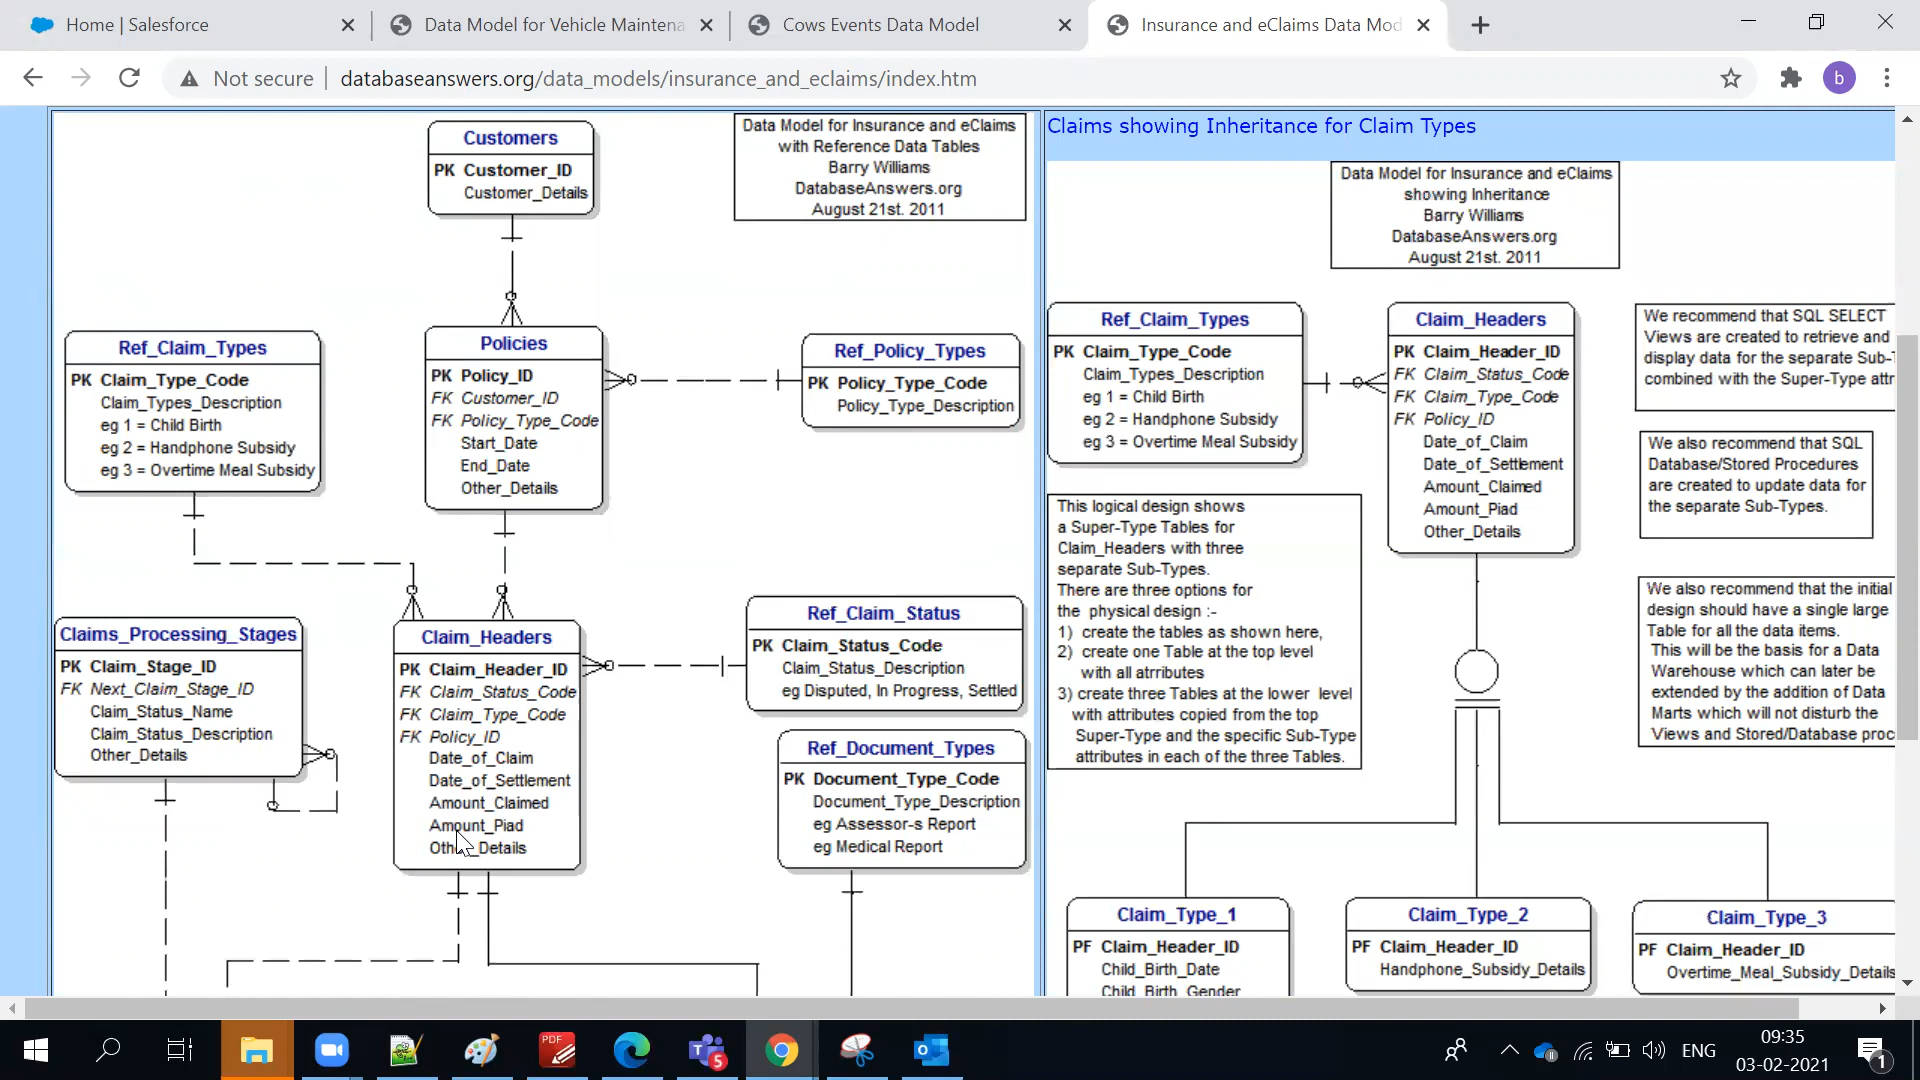 Home | Salesforce
Data Model for Vehicle Maintena
Cows Events Data Model
Insurance and eClaims Data Mod
Not secure
databaseanswers.org/data_models/insurance_and_eclaims/index.htm
b
Customers
PK Customer_ID
Customer_Details
Data Model for Insurance and eClaims
with Reference Data Tables
Barry Williams
DatabaseAnswers.org
August 21st. 2011
Ref_Claim_Types
PK Claim_Type_Code
Claim_Types_Description
eg 1 = Child Birth
eg 2 = Handphone Subsidy
eg 3 = Overtime Meal Subsidy
Policies
PK Policy_ID
FK Customer_ID
FK Policy_Type_Code
Start_Date
End_Date
Other_Details
Ref_Policy_Types
PK Policy_Type_Code
Policy_Type_Description
Claims_Processing_Stages
PK Claim_Stage_ID
FK Next_Claim_Stage_ID
Claim_Status_Name
Claim_Status_Description
Other_Details
Claim_Headers
PK Claim_Header_ID
FK Claim_Status_Code
FK Claim_Type_Code
FK Policy_ID
Date_of_Claim
Date_of_Settlement
Amount_Claimed
Amount_Piad
Other_Details
Ref_Claim_Status
PK Claim_Status_Code
Claim_Status_Description
eg Disputed, In Progress, Settled
Ref_Document_Types
PK Document_Type_Code
Document_Type_Description
eg Assessor-s Report
eg Medical Report
Claims showing Inheritance for Claim Types
Data Model for Insurance and eClaims
showing Inheritance
Barry Williams
DatabaseAnswers.org
August 21st. 2011
Ref_Claim_Types
PK Claim_Type_Code
Claim_Types_Description
eg 1 = Child Birth
eg 2 = Handphone Subsidy
eg 3 = Overtime Meal Subsidy
Claim_Headers
PK Claim_Header_ID
FK Claim_Status_Code
FK Claim_Type_Code
FK Policy_ID
Date_of_Claim
Date_of_Settlement
Amount_Claimed
Amount_Piad
Other_Details
We recommend that SQL SELECT
Views are created to retrieve and
display data for the separate Sub-T
combined with the Super-Type attr
We also recommend that SQL
Database/Stored Procedures
are created to update data for
the separate Sub-Types.
This logical design shows
a Super-Type Tables for
Claim_Headers with three
separate Sub-Types.
There are three options for
the physical design :-
1) create the tables as shown here,
2) create one Table at the top level
with all atrributes
3) create three Tables at the lower level
with attributes copied from the top
Super-Type and the specific Sub-Type
attributes in each of the three Tables.
We also recommend that the initial
design should have a single large
Table for all the data items.
This will be the basis for a Data
Warehouse which can later be
extended by the addition of Data
Marts which will not disturb the
Views and Stored/Database proc
Claim_Type_1
PF Claim_Header_ID
Child_Birth_Date
Child_Birth_Gender
Claim_Type_2
PF Claim_Header_ID
Handphone_Subsidy_Details
Claim_Type_3
PF Claim_Header_ID
Overtime_Meal_Subsidy_Details
PDF
5
ENG
09:35
03-02-2021
1